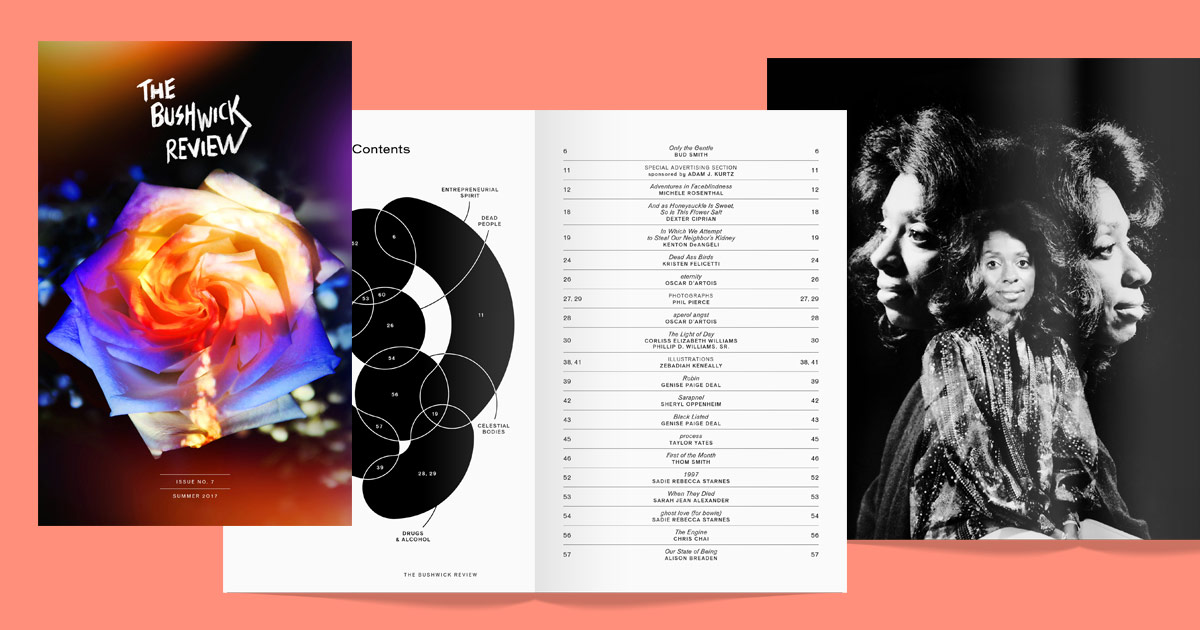 THE
BUSHWICK
REVIEW
ISSUE NO. 7
SUMMER 2017
Contents
ENTREPRENEURIAL
SPIRIT
DEAD
PEOPLE
52
6
53
60
11
26
54
56
19
57
CELESTIAL
BODIES
39
28, 29
DRUGS
& ALCOHOL
THE BUSHWICK REVIEW
6 Only the Gentle 6
BUD SMITH
11 SPECIAL ADVERTISING SECTION 11
sponsored by ADAM J. KURTZ
12 Adventures in Faceblindness 12
MICHELE ROSENTHAL
And as Honeysuckle Is Sweet,
18 So Is This Flower Salt 18
DEXTER CIPRIAN
In Which We Attempt
19 to Steal Our Neighbor's Kidney 19
KENTON DeANGELI
24 Dead Ass Birds 24
KRISTEN FELICETTI
26 eternity 26
OSCAR D'ARTOIS
27, 29 PHOTOGRAPHS 27, 29
PHIL PIERCE
28 aperol angst 28
OSCAR D'ARTOIS
30 The Light of Day 30
CORLISS ELIZABETH WILLIAMS
PHILLIP D. WILLIAMS, SR.
38, 41 ILLUSTRATIONS 38, 41
ZEBADIAH KENEALLY
39 Robin 39
GENISE PAIGE DEAL
42 Sarapnel 42
SHERYL OPPENHEIM
43 Black Listed 43
GENISE PAIGE DEAL
45 process 45
TAYLOR YATES
46 First of the Month 46
THOM SMITH
52 1997 52
SADIE REBECCA STARNES
53 When They Died 53
SARAH JEAN ALEXANDER
54 ghost love (for bowie) 54
SADIE REBECCA STARNES
56 The Engine 56
CHRIS CHAI
57 Our State of Being 57
ALISON BREADEN